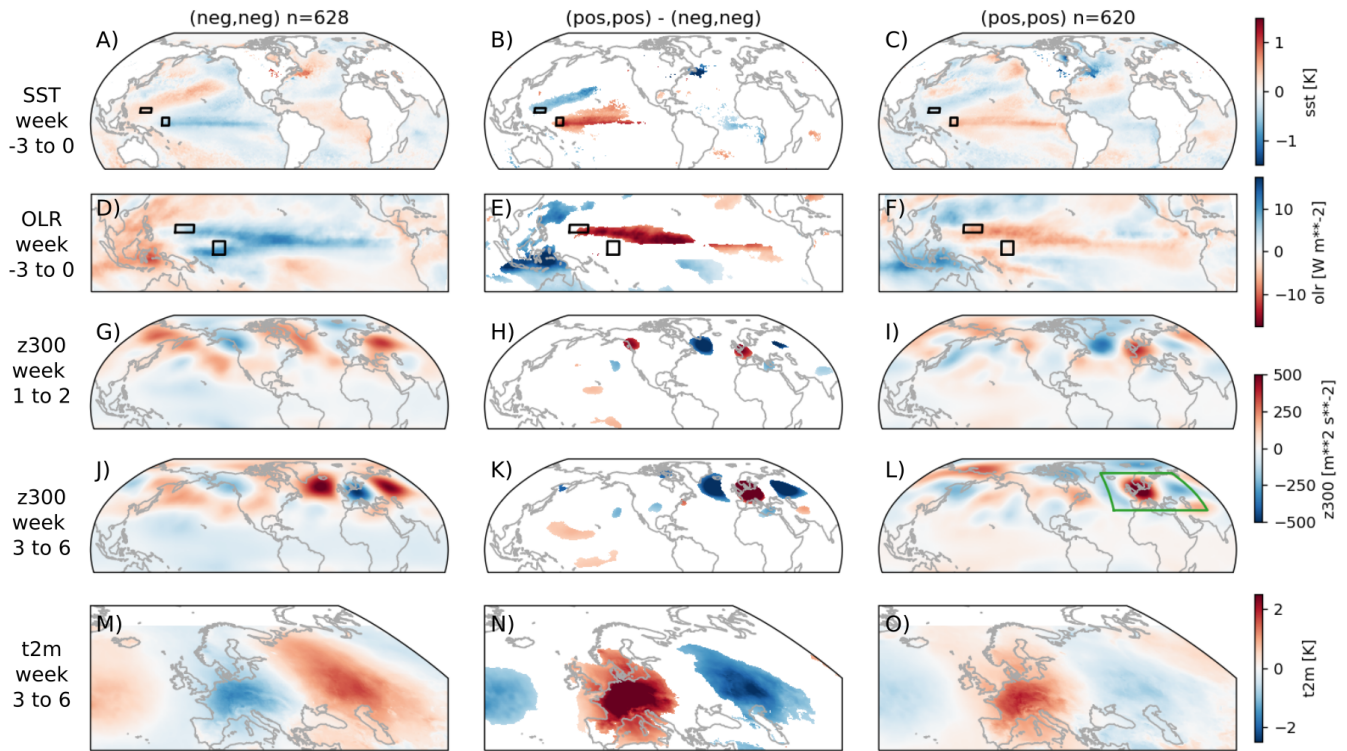 (neg,neg) n=628
(pos,pos) - (neg,neg)
(pos,pos) n=620
SST
week
-3 to 0
A)
B)
C)
1
0
−1
sst [K]
OLR
week
-3 to 0
D)
E)
F)
10
0
−10
olr [W m**-2]
z300
week
1 to 2
G)
H)
I)
z300
week
3 to 6
J)
K)
L)
500
250
0
−250
−500
z300 [m**2 s**-2]
t2m
week
3 to 6
M)
N)
O)
2
0
−2
t2m [K]